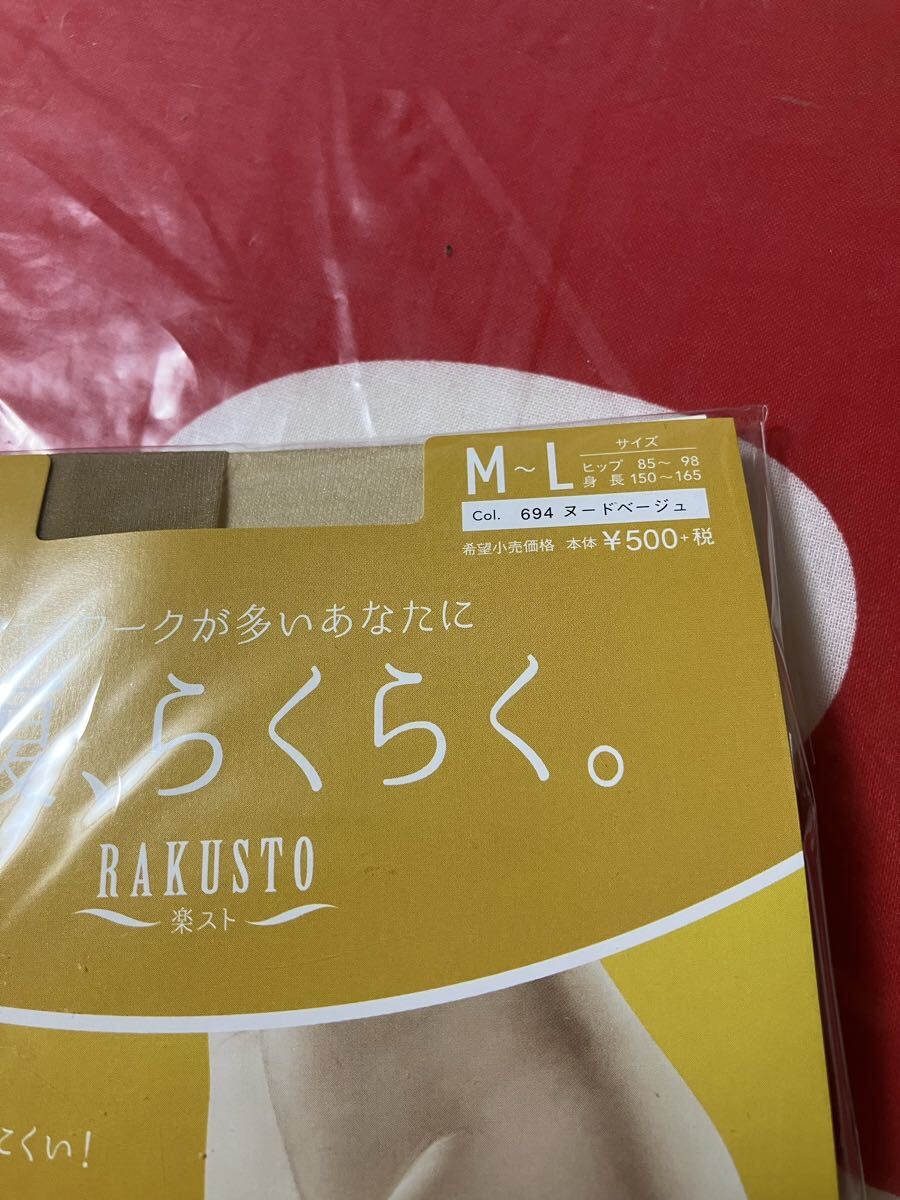 M～L
サイズ
ヒップ 85～ 98
身長 150～165
Col. 694 ヌードベージュ
希望小売価格 本体 ¥500+税
ワークが多いあなたに
、らくらく。
RAKUSTO
楽スト
にくい!